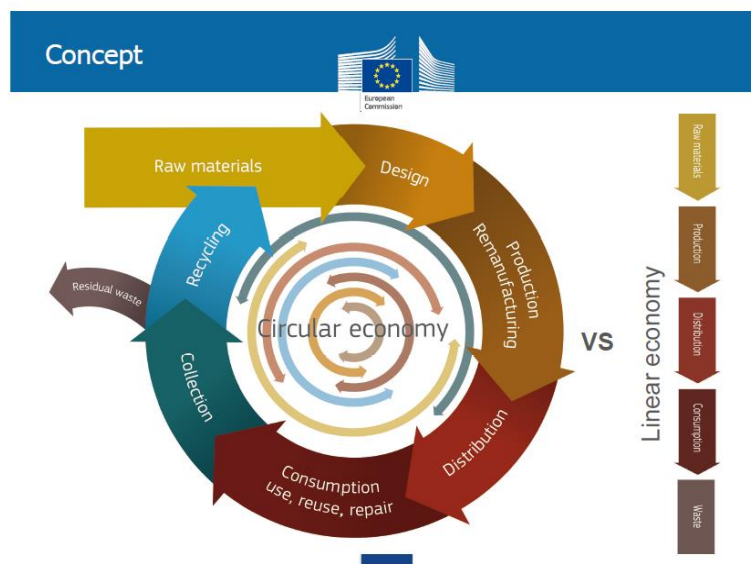 Concept
European
Commission
Raw materials
Design
Production
Remanufacturing
Distribution
Consumption
use, reuse, repair
Collection
Recycling
Residual waste
Circular economy
VS
Linear economy
Raw materials
Production
Distribution
Consumption
Waste